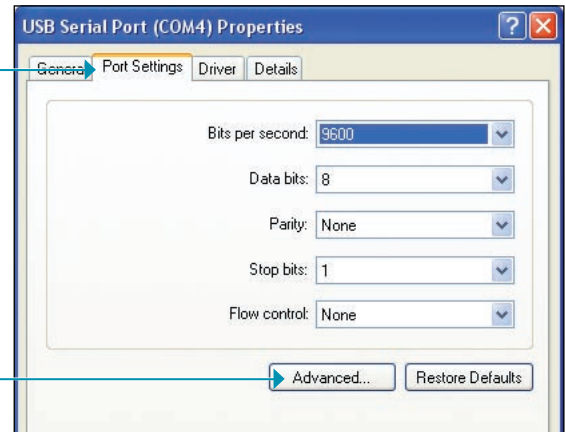 USB Serial Port (COM4) Properties
General Port Settings Driver Details
Bits per second: 9600
Data bits: 8
Parity: None
Stop bits: 1
Flow control: None
Advanced... Restore Defaults